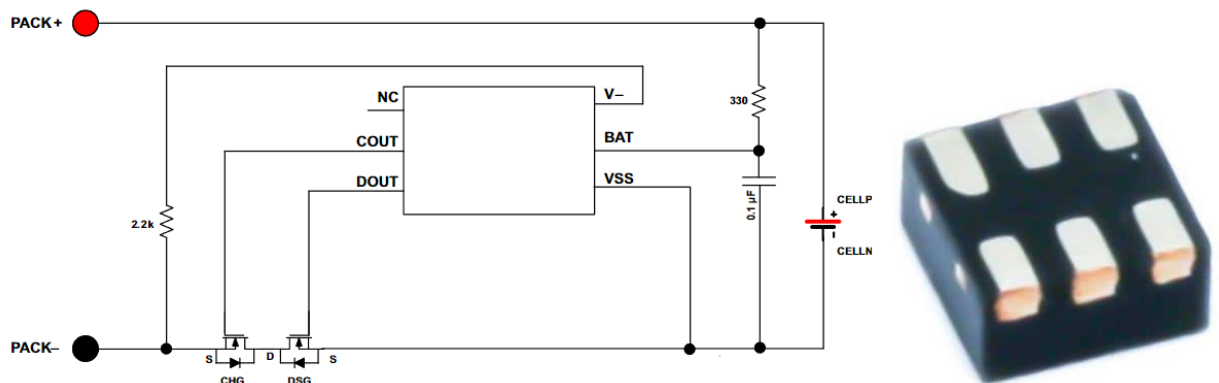 PACK+
NC
V–
330
COUT
BAT
DOUT
VSS
2.2k
0.1 µF
CELLP
+
-
CELLN
PACK–
S
D
S
CHG
DSG